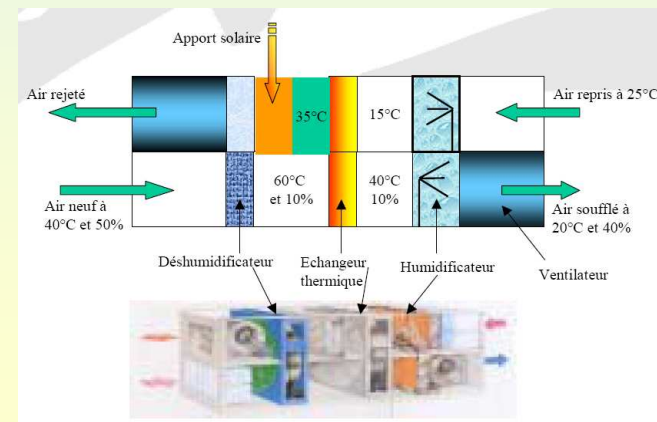 Apport solaire
Air rejeté
35°C
15°C
Air repris à 25°C
Air neuf à
40°C et 50%
60°C
et 10%
40°C
10%
Air soufflé à
20°C et 40%
Déshumidificateur
Echangeur
thermique
Humidificateur
Ventilateur